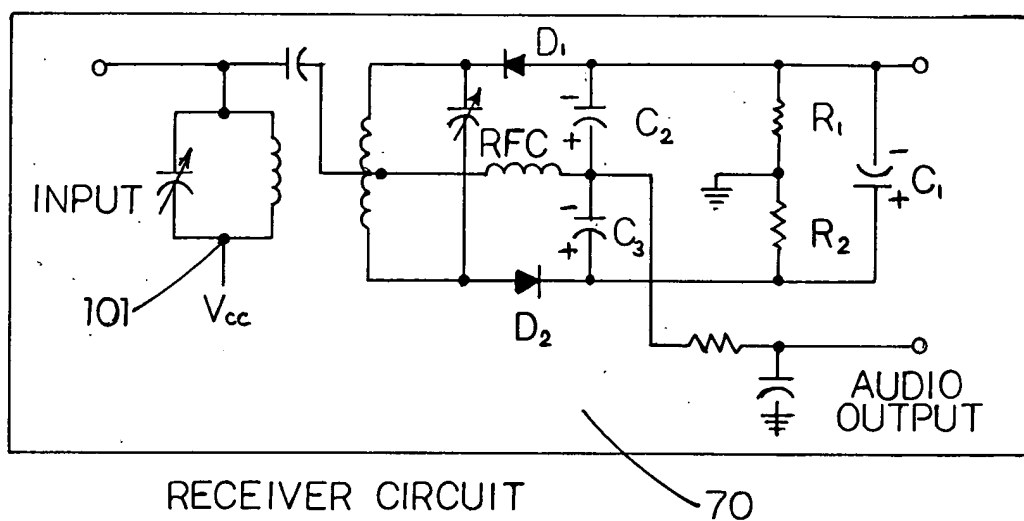 D₁
C₂
R₁
RFC
INPUT
C₁
C₃
R₂
101
Vcc
D₂
AUDIO
OUTPUT
RECEIVER CIRCUIT
70